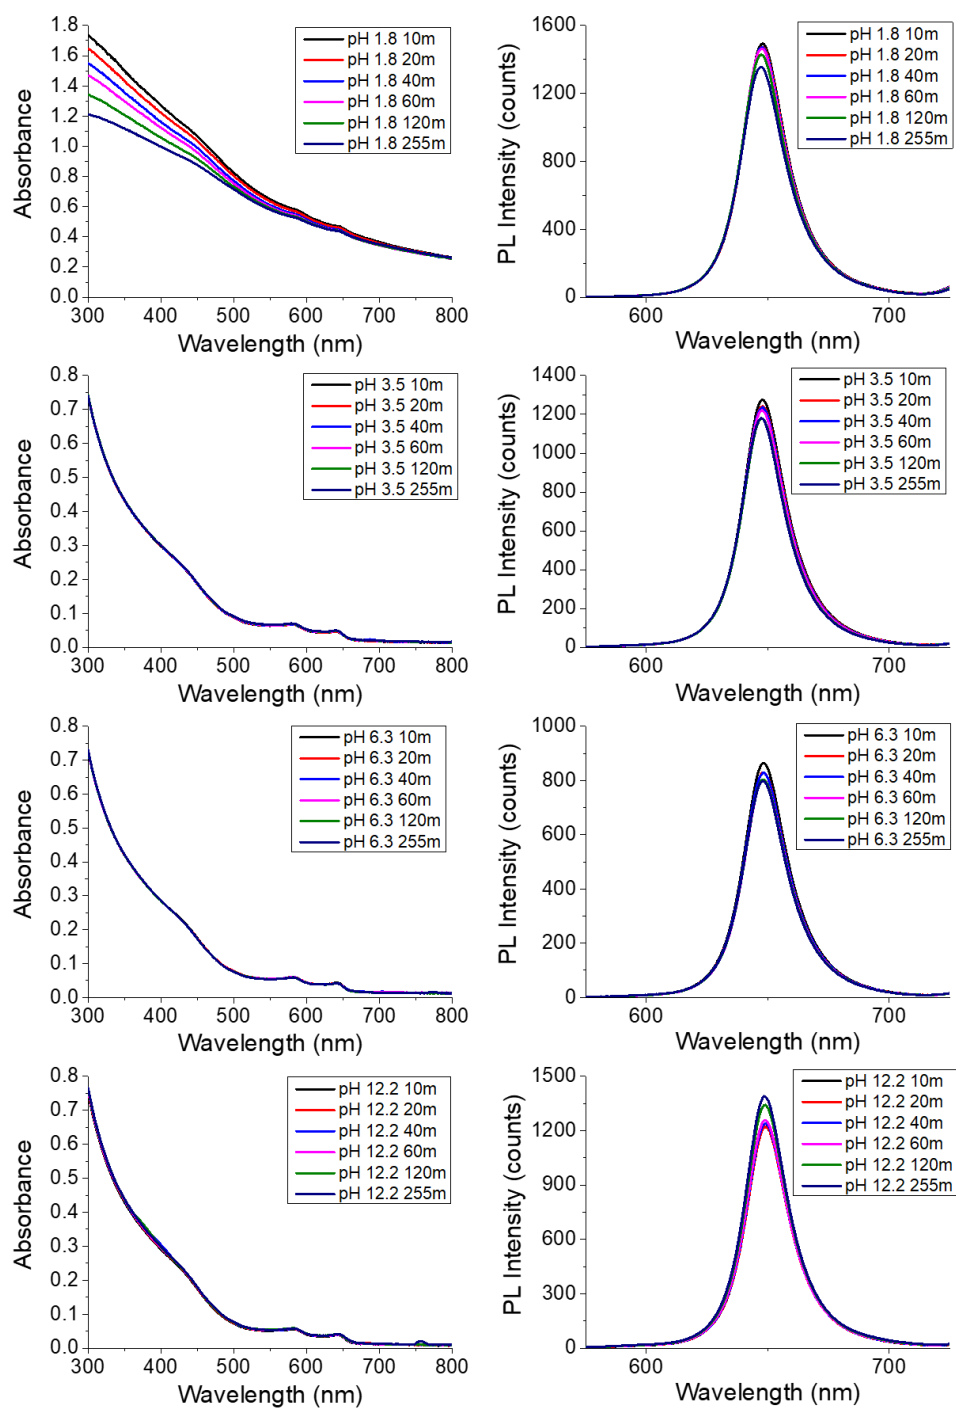 Absorbance
1.8
1.6
1.4
1.2
1.0
0.8
0.6
0.4
0.2
0.0
300 400 500 600 700 800
Wavelength (nm)
pH 1.8 10m
pH 1.8 20m
pH 1.8 40m
pH 1.8 60m
pH 1.8 120m
pH 1.8 255m
PL Intensity (counts)
1600
1200
800
400
0
600 700
Wavelength (nm)
pH 1.8 10m
pH 1.8 20m
pH 1.8 40m
pH 1.8 60m
pH 1.8 120m
pH 1.8 255m
Absorbance
0.8
0.7
0.6
0.5
0.4
0.3
0.2
0.1
0.0
300 400 500 600 700 800
Wavelength (nm)
pH 3.5 10m
pH 3.5 20m
pH 3.5 40m
pH 3.5 60m
pH 3.5 120m
pH 3.5 255m
PL Intensity (counts)
1400
1200
1000
800
600
400
200
0
600 700
Wavelength (nm)
pH 3.5 10m
pH 3.5 20m
pH 3.5 40m
pH 3.5 60m
pH 3.5 120m
pH 3.5 255m
Absorbance
0.8
0.7
0.6
0.5
0.4
0.3
0.2
0.1
0.0
300 400 500 600 700 800
Wavelength (nm)
pH 6.3 10m
pH 6.3 20m
pH 6.3 40m
pH 6.3 60m
pH 6.3 120m
pH 6.3 255m
PL Intensity (counts)
1000
800
600
400
200
0
600 700
Wavelength (nm)
pH 6.3 10m
pH 6.3 20m
pH 6.3 40m
pH 6.3 60m
pH 6.3 120m
pH 6.3 255m
Absorbance
0.8
0.7
0.6
0.5
0.4
0.3
0.2
0.1
0.0
300 400 500 600 700 800
Wavelength (nm)
pH 12.2 10m
pH 12.2 20m
pH 12.2 40m
pH 12.2 60m
pH 12.2 120m
pH 12.2 255m
PL Intensity (counts)
1500
1200
900
600
300
0
600 700
Wavelength (nm)
pH 12.2 10m
pH 12.2 20m
pH 12.2 40m
pH 12.2 60m
pH 12.2 120m
pH 12.2 255m